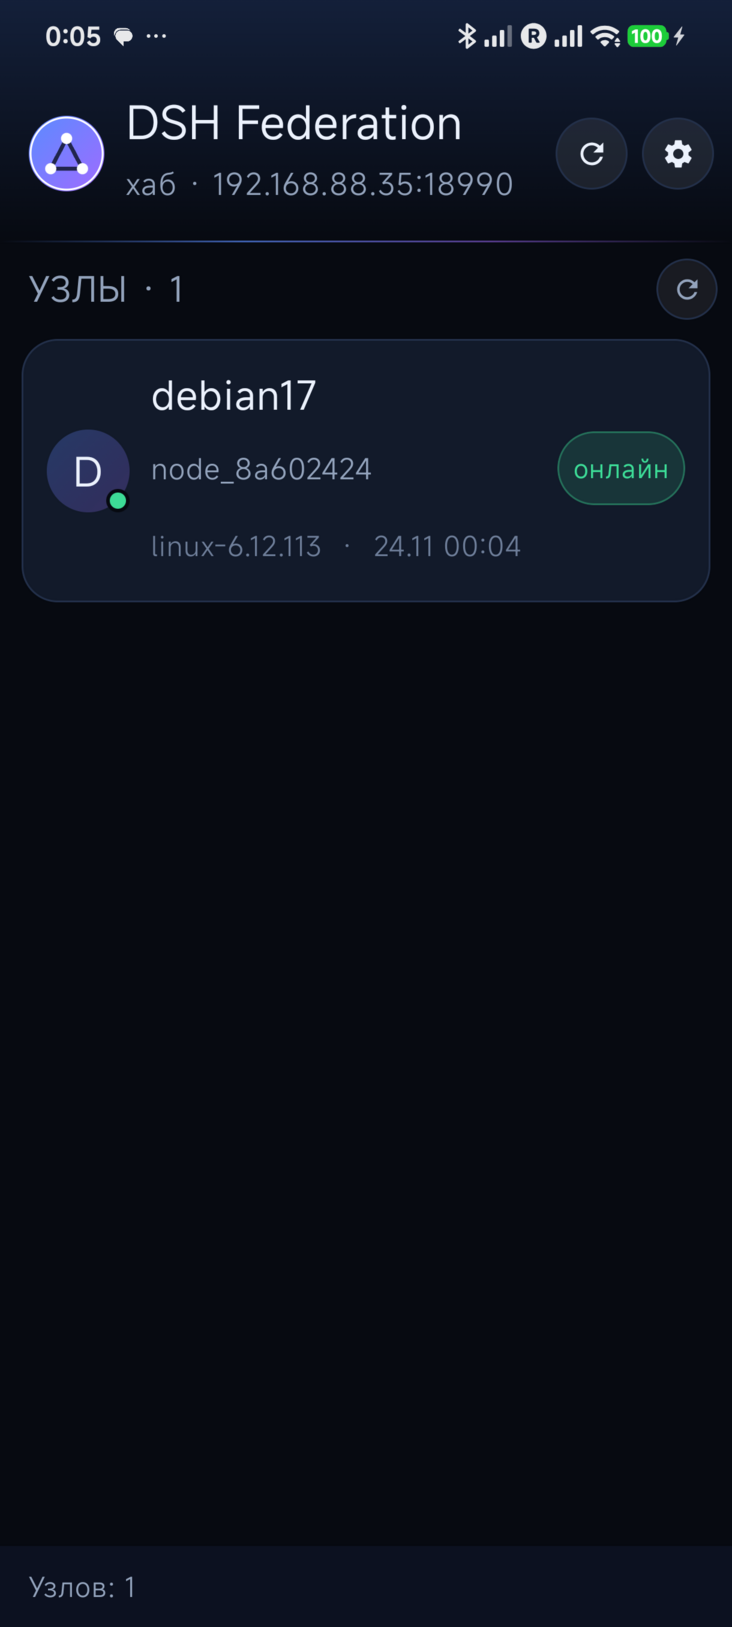 0:05 ... R 100
DSH Federation
хаб · 192.168.88.35:18990
УЗЛЫ · 1
debian17
D
node_8a602424
онлайн
linux-6.12.113 · 24.11 00:04
Узлов: 1